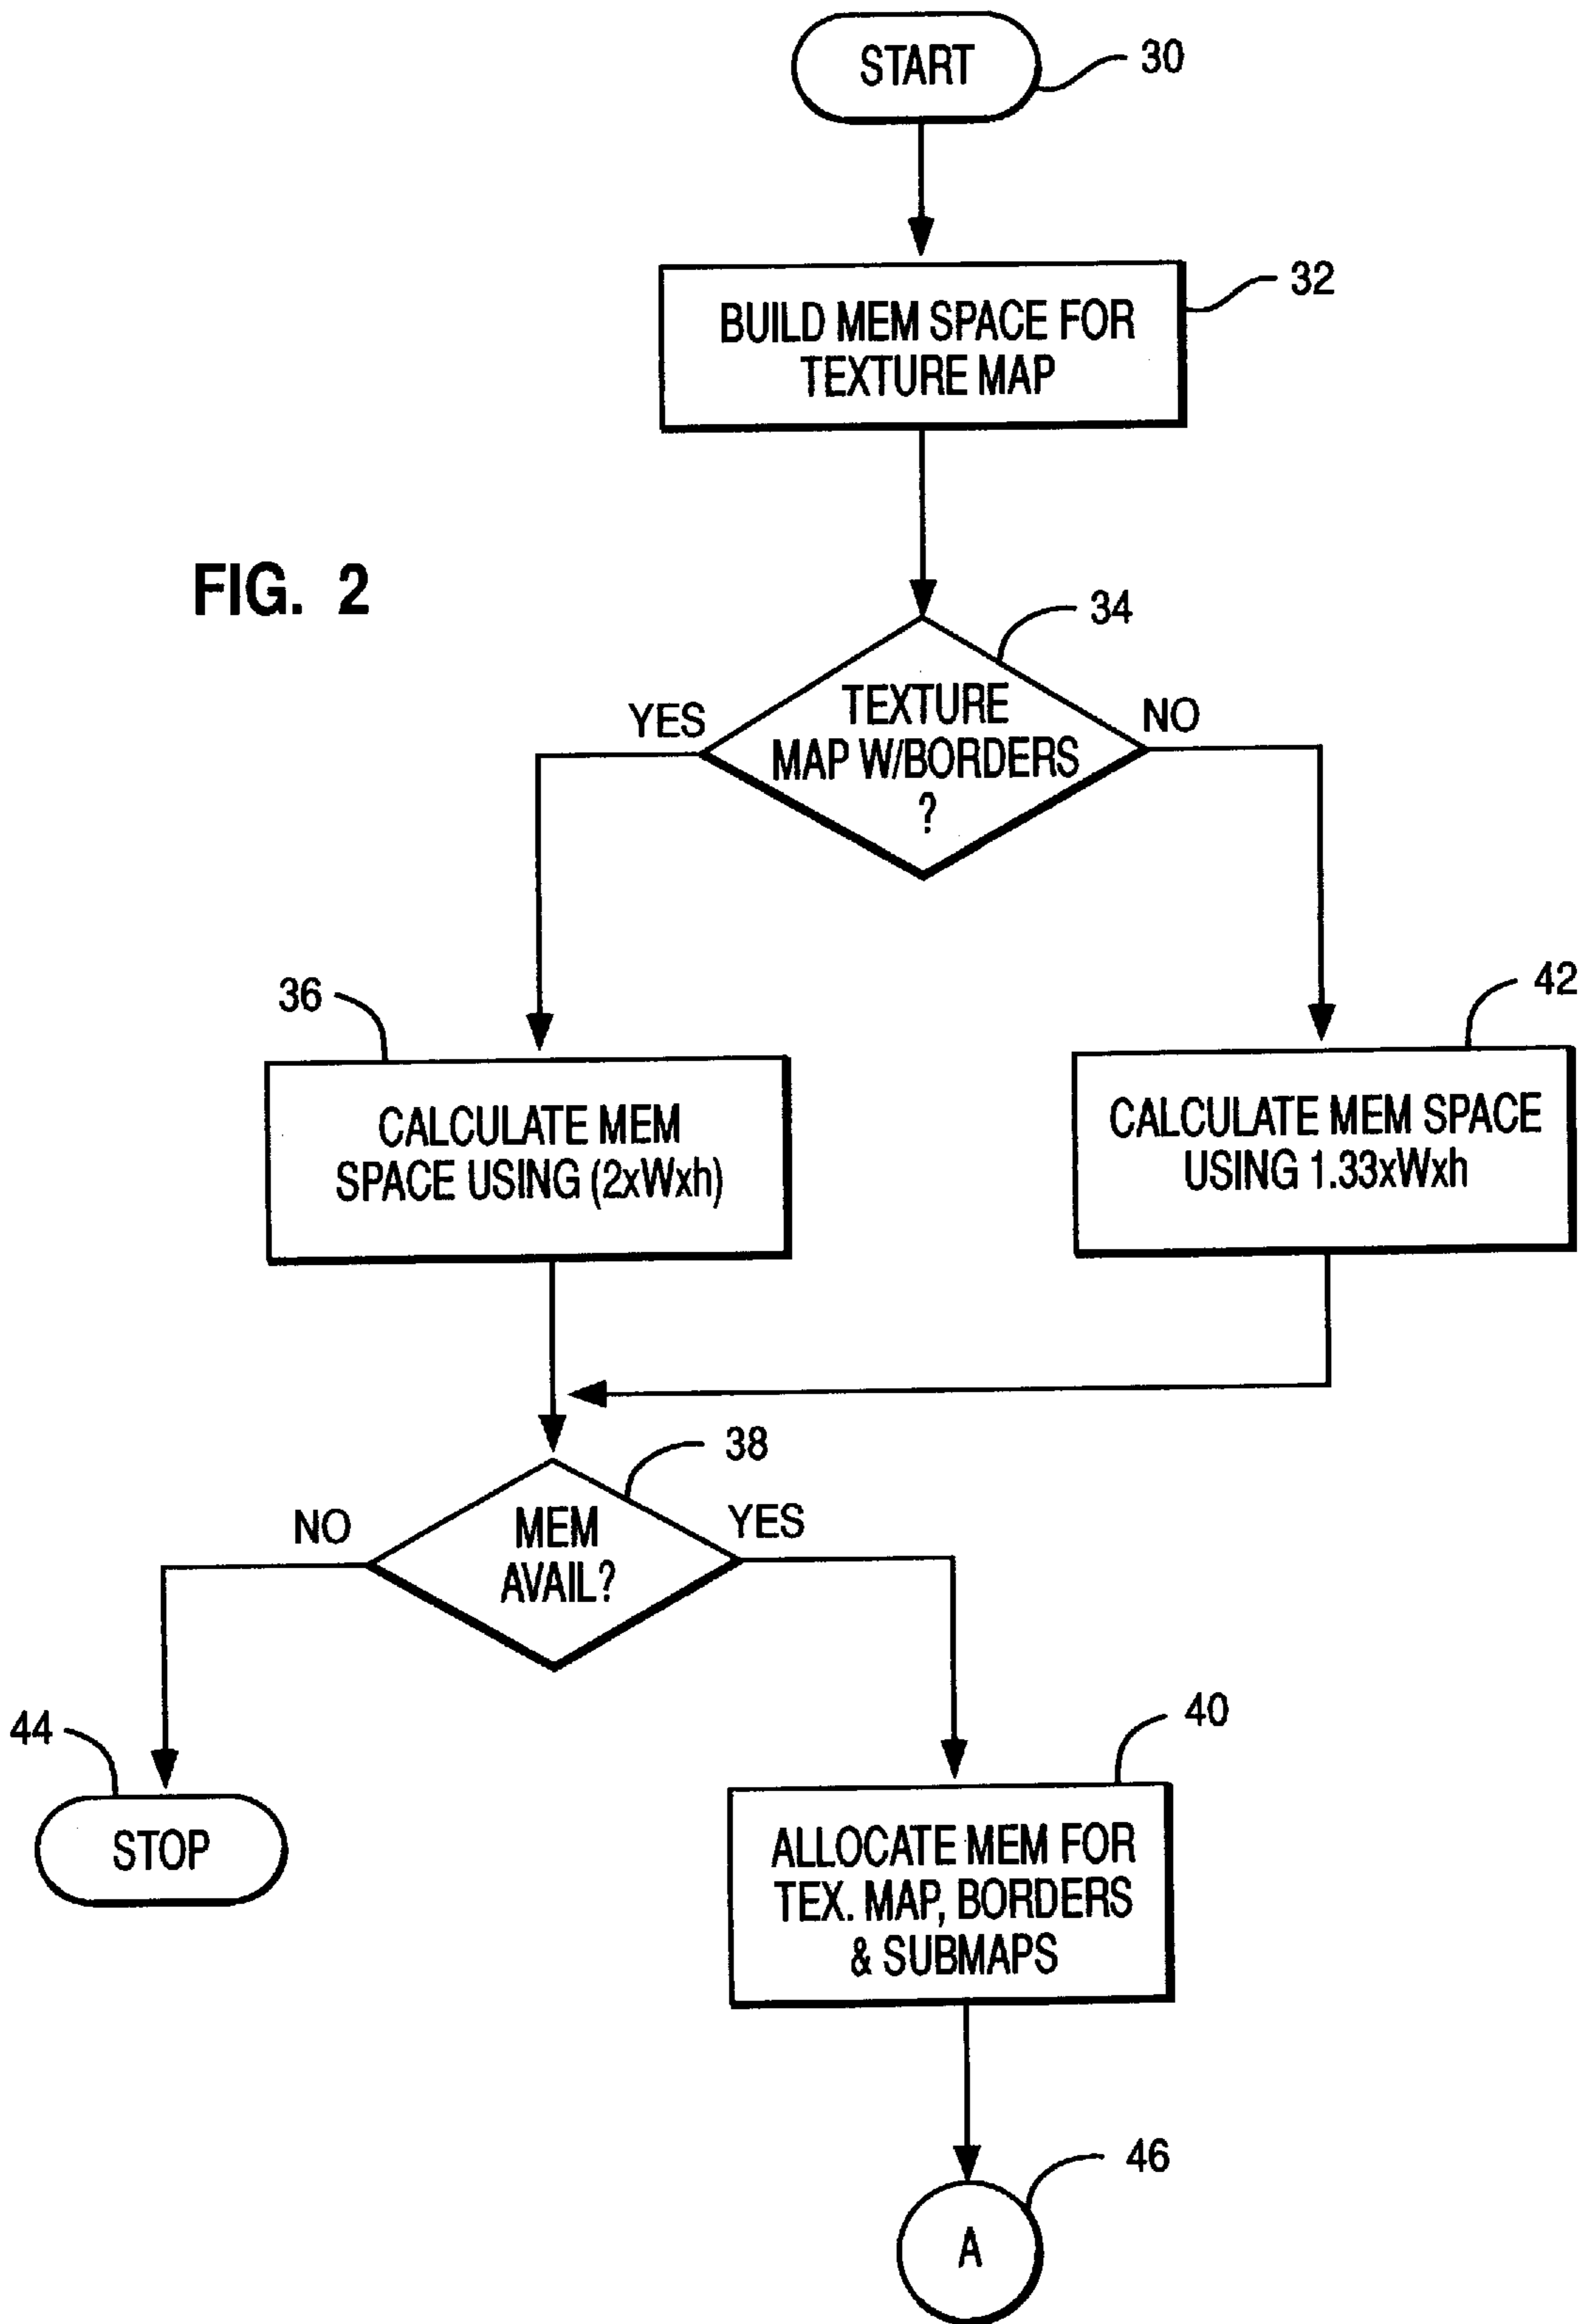 START
30
BUILD MEM SPACE FOR
TEXTURE MAP
32
FIG. 2
34
YES
TEXTURE
MAP W/BORDERS
?
NO
36
42
CALCULATE MEM
SPACE USING (2xWxh)
CALCULATE MEM SPACE
USING 1.33xWxh
38
NO
MEM
AVAIL?
YES
44
STOP
40
ALLOCATE MEM FOR
TEX. MAP, BORDERS
& SUBMAPS
46
A